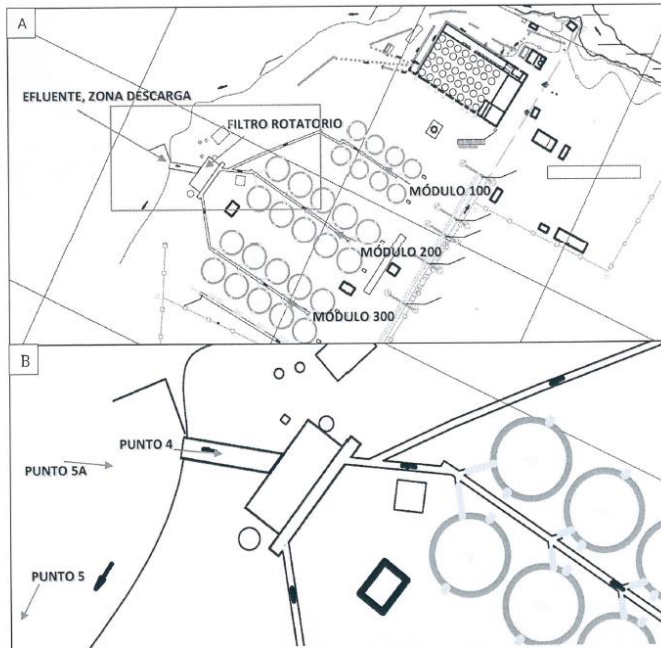 A
EFLUENTE, ZONA DESCARGA
FILTRO ROTATORIO
MÓDULO 100
MÓDULO 200
MÓDULO 300
B
PUNTO 4
PUNTO 5A
PUNTO 5